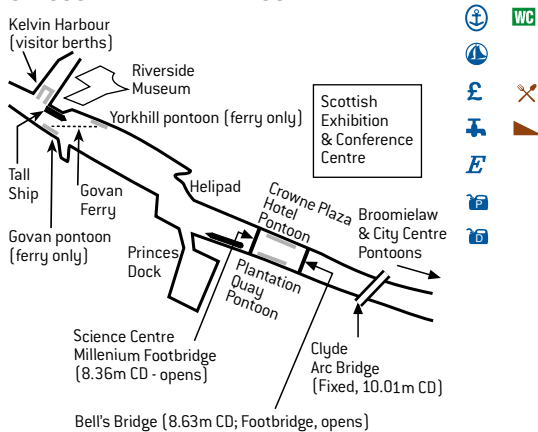 Kelvin Harbour
(visitor berths)
Riverside
Museum
Yorkhill pontoon (ferry only)
Scottish
Exhibition
& Conference
Centre
Tall
Ship
Govan
Ferry
Helipad
Crowne Plaza
Hotel
Pontoon
Broomielaw
& City Centre
Pontoons
Govan pontoon
(ferry only)
Princes
Dock
Plantation
Quay
Pontoon
Science Centre
Millenium Footbridge
(8.36m CD - opens)
Clyde
Arc Bridge
(Fixed, 10.01m CD)
Bell's Bridge (8.63m CD; Footbridge, opens)
WC
£
E
P
D